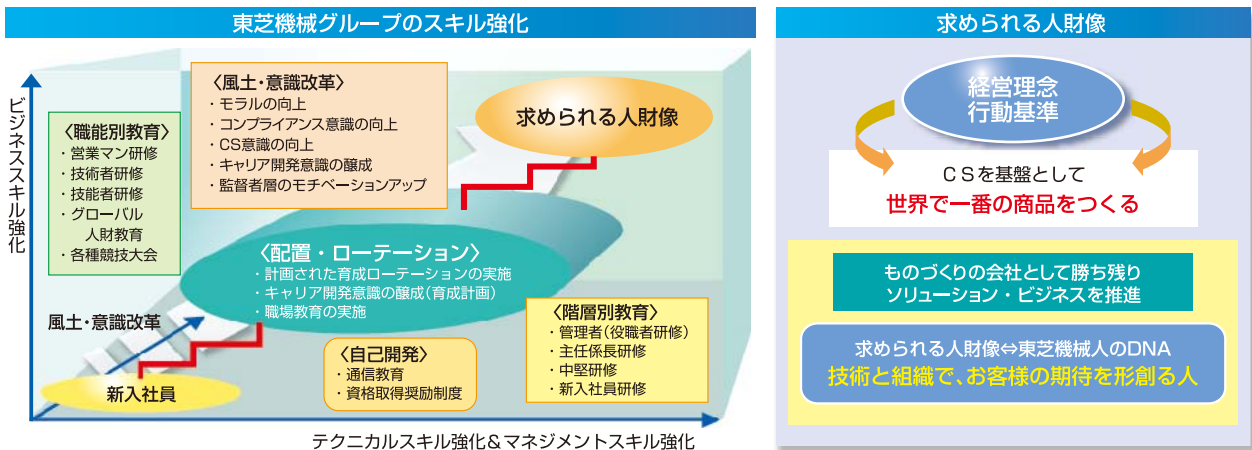 東芝機械グループのスキル強化
ビジネススキル強化
〈職能別教育〉
・営業マン研修
・技術者研修
・技能者研修
・グローバル
人財教育
・各種競技大会
〈風土・意識改革〉
・モラルの向上
・コンプライアンス意識の向上
・CS意識の向上
・キャリア開発意識の醸成
・監督者層のモチベーションアップ
求められる人財像
〈配置・ローテーション〉
・計画された育成ローテーションの実施
・キャリア開発意識の醸成(育成計画)
・職場教育の実施
風土・意識改革
新入社員
〈自己開発〉
・通信教育
・資格取得奨励制度
〈階層別教育〉
・管理者(役職者研修)
・主任係長研修
・中堅研修
・新入社員研修
テクニカルスキル強化&マネジメントスキル強化
求められる人財像
経営理念
行動基準
CSを基盤として
世界で一番の商品をつくる
ものづくりの会社として勝ち残り
ソリューション・ビジネスを推進
求められる人財像⇔東芝機械人のDNA
技術と組織で、お客様の期待を形創る人